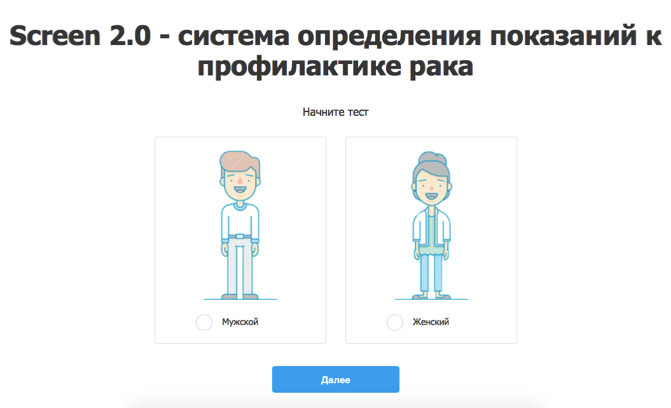 Screen 2.0 - система определения показаний к
профилактике рака
Начните тест
Мужской
Женский
Далее